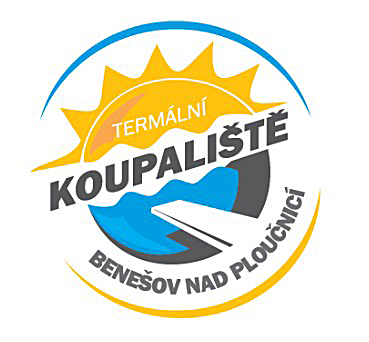 TERMÁLNÍ
KOUPALIŠTĚ
BENEŠOV NAD PLOUČNICÍ